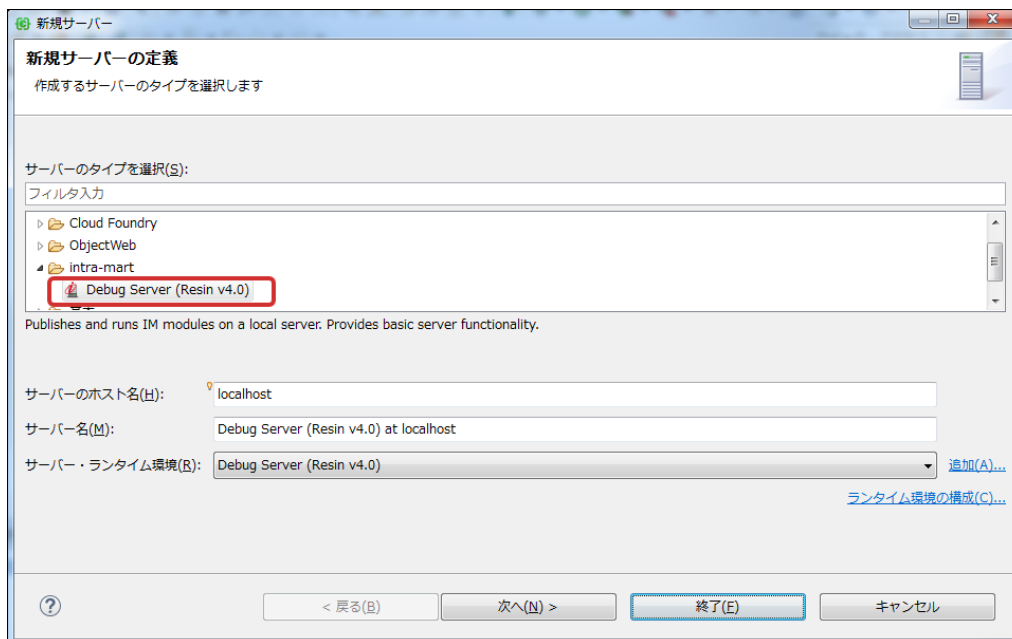 新規サーバー
新規サーバーの定義
作成するサーバーのタイプを選択します
サーバーのタイプを選択(S):
フィルタ入力
Cloud Foundry
ObjectWeb
intra-mart
Debug Server (Resin v4.0)
Publishes and runs IM modules on a local server. Provides basic server functionality.
サーバーのホスト名(H): localhost
サーバー名(M): Debug Server (Resin v4.0) at localhost
サーバー・ランタイム環境(R): Debug Server (Resin v4.0) 追加(A)...
ランタイム環境の構成(C)...
< 戻る(B) 次へ(N) > 終了(F) キャンセル